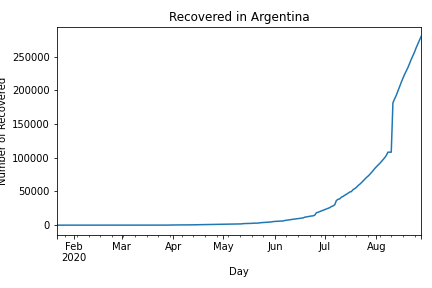 Recovered in Argentina
Number of Recovered
250000
200000
150000
100000
50000
0
Feb Mar Apr May Jun Jul Aug
2020
Day